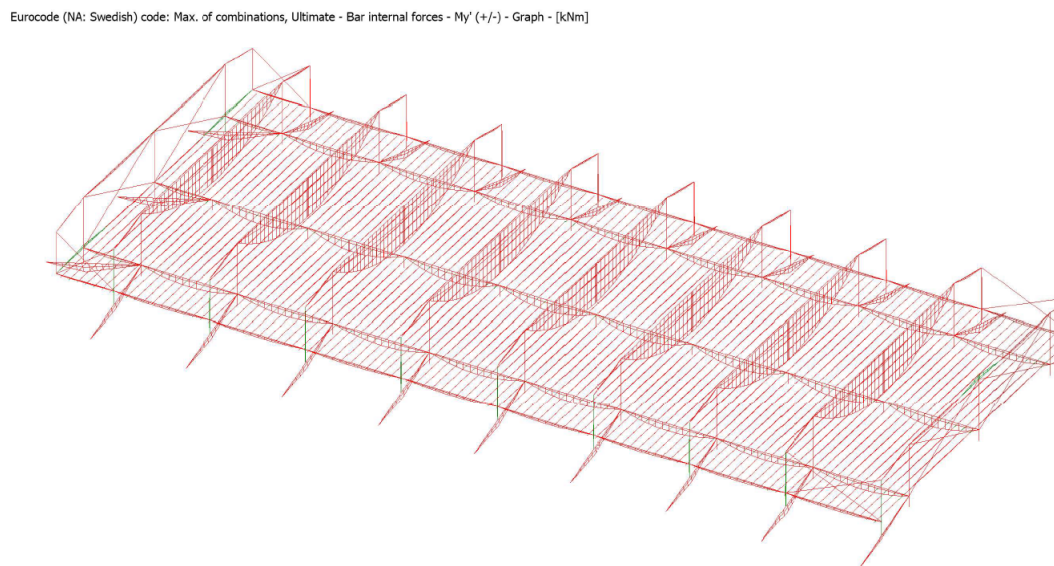 Eurocode (NA: Swedish) code: Max. of combinations, Ultimate - Bar internal forces - My' (+/-) - Graph - [kNm]